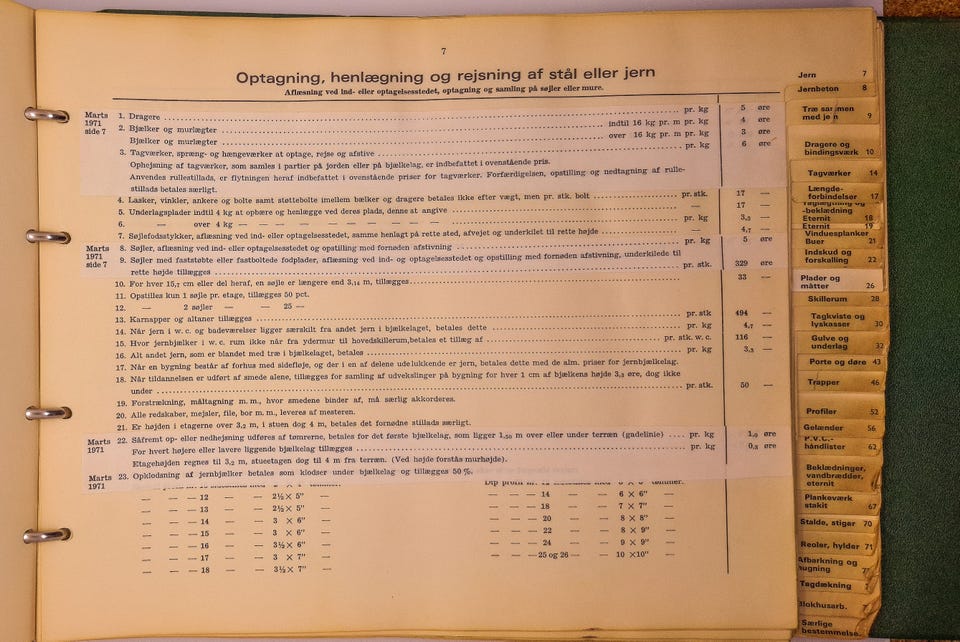 7
Optagning, henlægning og rejsning af stål eller jern
Aflæsning ved ind- eller optagelsesstedet, optagning og samling på søjler eller mure.
Marts 1971 side 7
1. Dragere pr. kg 5 øre
2. Bjælker og murlægter indtil 16 kg pr. m pr. kg 4 øre
Bjælker og murlægter over 16 kg pr. m pr. kg 3 øre
3. Tagværker, spræng- og hængeværker at optage, rejse og afstive pr. kg 6 øre
Ophejsning af tagværker, som samles i partier på jorden eller på bjælkelag, er indbefattet i ovenstående pris.
Anvendes rullestillads, er flytningen heraf indbefattet i ovenstående priser for tagværker. Forfærdigelsen, opstilling og nedtagning af rulle-
stillads betales særligt.
4. Lasker, vinkler, ankere og bolte samt støttebolte imellem bælker og dragere betales ikke efter vægt, men pr. stk. bolt pr. stk. 17 —
5. Underlagsplader indtil 4 kg at opbære og henlægge ved deres plads, denne at angive — 17 —
6. — over 4 kg — — — — — — — pr. kg 3,3 —
7. Søjlefodsstykker, aflæsning ved ind- eller optagelsesstedet, samme henlagt på rette sted, afvejet og underkilet til rette højde — 4,7 —
Marts 1971 side 7
8. Søjler, aflæsning ved ind- eller optagelsesstedet og opstilling med fornøden afstivning pr. kg 5 øre
9. Søjler med faststøbte eller fastboltede fodplader, aflæsning ved ind- og optagelsesstedet og opstilling med fornøden afstivning, underkilede til
rette højde tillægges pr. stk. 329 øre
10. For hver 15,7 cm eller del heraf, en søjle er længere end 3,14 m, tillægges 33 —
11. Opstilles kun 1 søjle pr. etage, tillægges 50 pct.
12. — 2 søjler — — 25 —
13. Karnapper og altaner tillægges pr. stk 494 —
14. Når jern i w. c. og badeværelser ligger særskilt fra andet jern i bjælkelaget, betales dette pr. kg 4,7 —
15. Hvor jernbjælker i w. c. rum ikke når fra ydermur til hovedskillerum, betales et tillæg af pr. stk. w. c. 116 —
16. Alt andet jern, som er blandet med træ i bjælkelaget, betales pr. kg 3,3 —
17. Når en bygning består af forhus med sidefløje, og der i en af delene udelukkende er jern, betales dette med de alm. priser for jernbjælkelag.
18. Når tildannelsen er udført af smede alene, tillægges for samling af udvekslinger på bygning for hver 1 cm af bjælkens højde 3,3 øre, dog ikke
under pr. stk. 50 —
19. Forstrækning, måltagning m. m., hvor smedene binder af, må særlig akkorderes.
20. Alle redskaber, mejsler, file, bor m. m., leveres af mesteren.
21. Er højden i etagerne over 3,2 m, i stuen dog 4 m, betales det fornødne stillads særligt.
Marts 1971
22. Såfremt op- eller nedhejsning udføres af tømrerne, betales for det første bjælkelag, som ligger 1,50 m over eller under terræn (gadelinie) pr. kg 1,0 øre
For hvert højere eller lavere liggende bjælkelag tillægges pr. kg 0,3 øre
Etagehøjden regnes til 3,2 m, stueetagen dog til 4 m fra terræn. (Ved højde forstås murhøjde).
Marts 1971
23. Opklodsning af jernbjælker betales som klodser under bjælkelag og tillægges 50 %.
— — — 12 — — 2½ × 5" —
— — — 13 — — 2½ × 5" —
— — — 14 — — 3 × 6" —
— — — 15 — — 3 × 6" —
— — — 16 — — 3½ × 6" —
— — — 17 — — 3 × 7" —
— — — 18 — — 3½ × 7" —
— — — 14 — — 6 × 6" —
— — — 18 — — 7 × 7" —
— — — 20 — — 8 × 8" —
— — — 22 — — 8 × 9" —
— — — 24 — — 9 × 9" —
— — — 25 og 26 — — 10 × 10" —
Jern 7
Jernbeton 8
Træ sammen
med jern 9
Dragere og
bindingsværk 10
Tagværker 14
Længde-
forbindelser 17
-beklædning
Eternit 18
Eternit 19
Vinduesplanker
Buer 21
Indskud og
forskalling 22
Plader og
måtter 26
Skillerum 28
Tagkviste og
lyskasser 30
Gulve og
underlag 32
Porte og døre 43
Trapper 46
Profiler 52
Gelænder 56
P.V.C.-
håndlister 62
Beklædninger,
vandbrædder,
eternit
Plankeværk
stakit 67
Stalde, stiger 70
Reoler, hylder 71
Afbarkning og
hugning
Tagdækning
Blokhusarb.
Særlige
bestemmelse